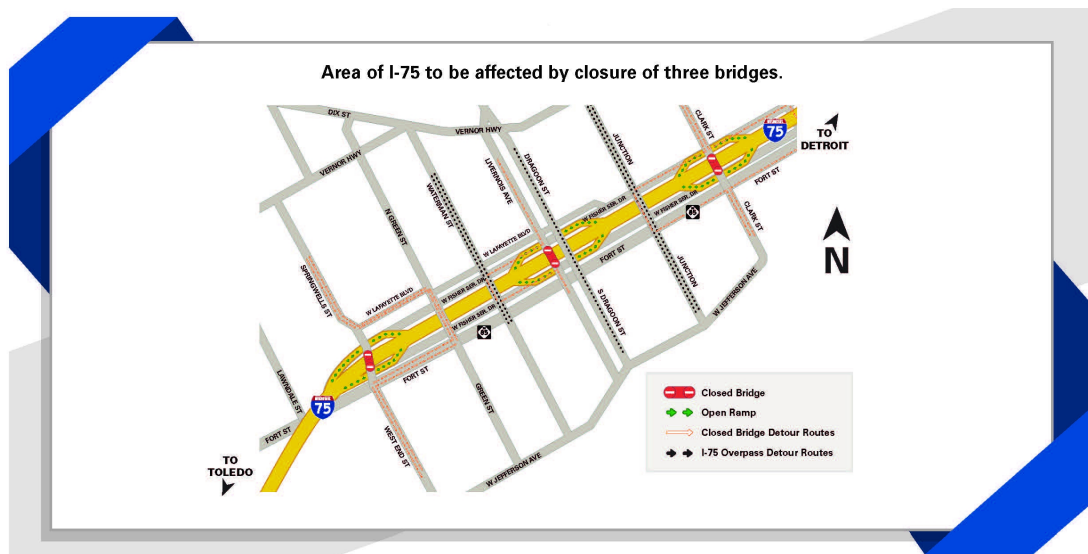 Area of I-75 to be affected by closure of three bridges.
DIX ST
VERNOR HWY
VERNOR HWY
CLARK ST
75
TO
DETROIT
JUNCTION
DRAGOON ST
LIVERNOIS AVE
WATERMAN ST
N GREEN ST
W FISHER SER. DR
W FISHER SER. DR
FORT ST
85
CLARK ST
N
W LAFAYETTE BLVD
FORT ST
SPRINGWELLS ST
W LAFAYETTE BLVD
W FISHER SER. DR
W FISHER SER. DR
85
JUNCTION
S DRAGOON ST
W JEFFERSON AVE
FORT ST
LAWNDALE ST
75
GREEN ST
WEST END ST
FORT ST
W JEFFERSON AVE
TO
TOLEDO
Closed Bridge
Open Ramp
Closed Bridge Detour Routes
I-75 Overpass Detour Routes